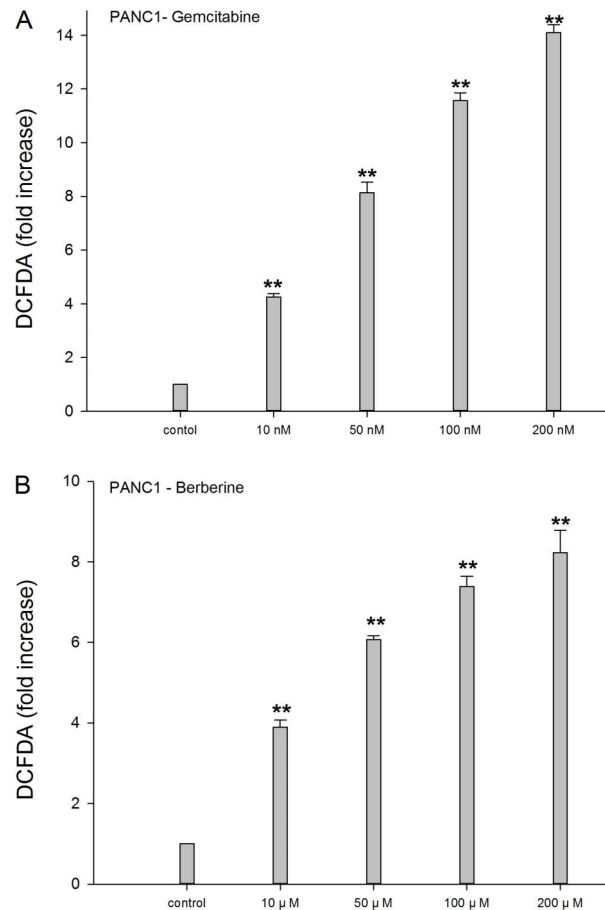 A
PANC1- Gemcitabine
DCFDA (fold increase)
14
12
10
8
6
4
2
0
**
**
**
**
contol
10 nM
50 nM
100 nM
200 nM
B
PANC1 - Berberine
DCFDA (fold increase)
10
8
6
4
2
0
**
**
**
**
control
10 μ M
50 μ M
100 μ M
200 μ M